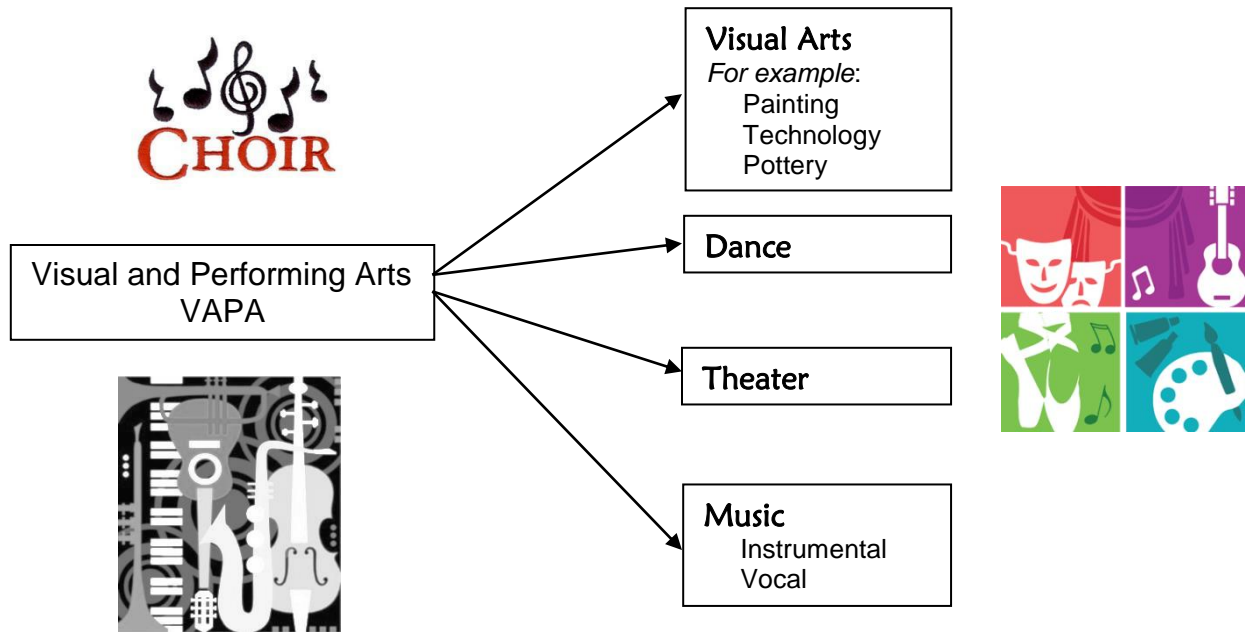 CHOIR
Visual and Performing Arts
VAPA
Visual Arts
For example:
Painting
Technology
Pottery
Dance
Theater
Music
Instrumental
Vocal